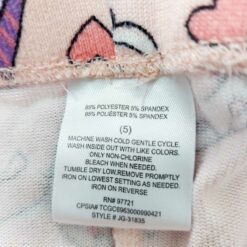 95% POLYESTER 5% SPANDEX
95% POLIESTER 5% SPANDEX
(5)
MACHINE WASH COLD GENTLE CYCLE.
WASH INSIDE OUT WITH LIKE COLORS.
ONLY NON-CHLORINE
BLEACH WHEN NEEDED.
TUMBLE DRY LOW,REMOVE PROMPTLY
IRON ON LOWEST SETTING AS NEEDED.
IRON ON REVERSE
RN# 97721
CPSIA# TCGC6963000990421
STYLE # JG-31835